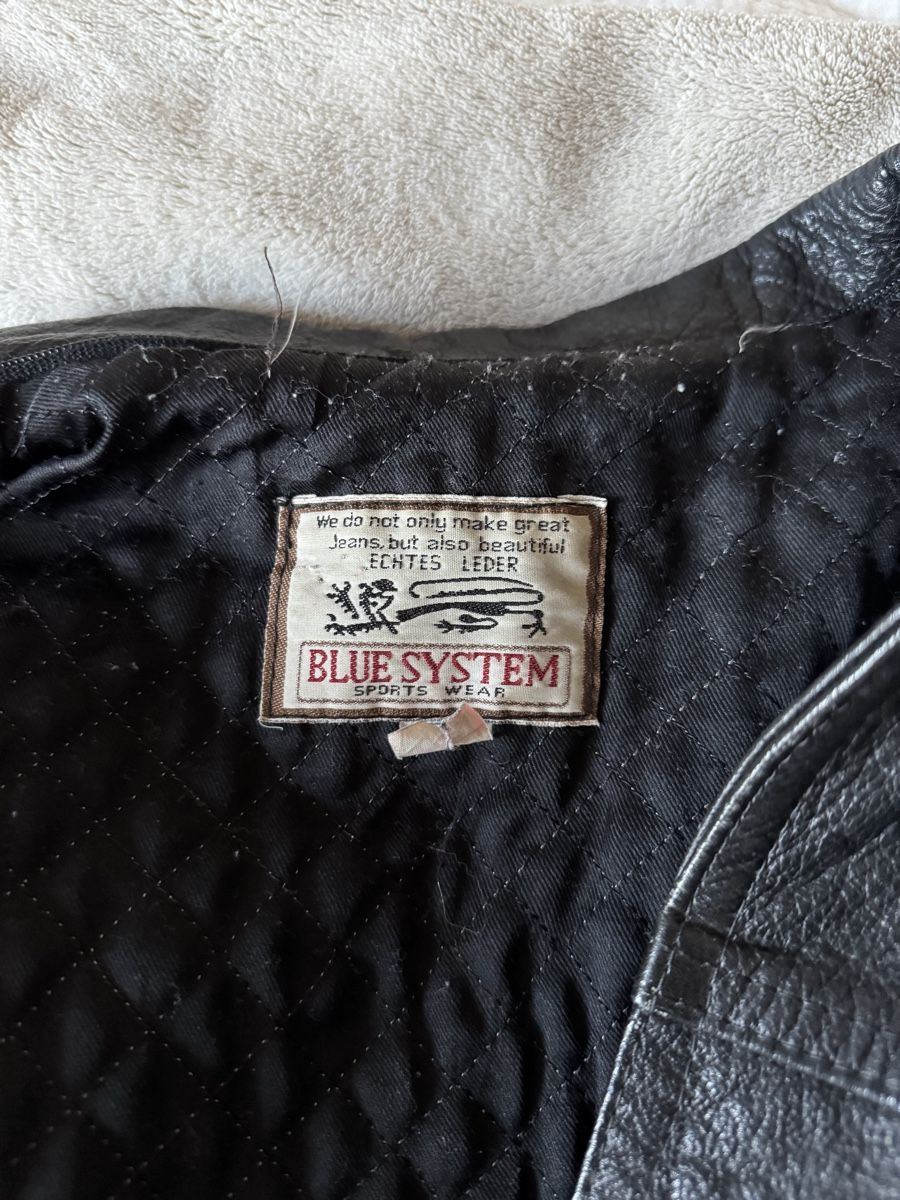 We do not only make great
Jeans, but also beautiful
ECHTES LEDER
BLUE SYSTEM
SPORTS WEAR